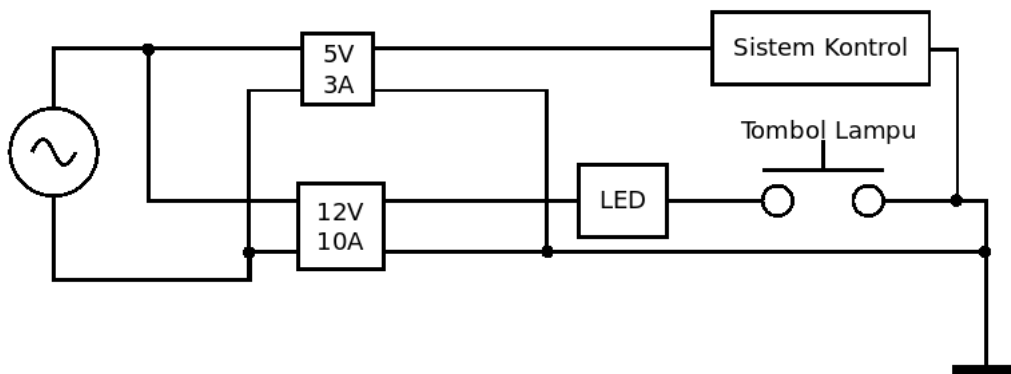 5V
3A
Sistem Kontrol
Tombol Lampu
12V
10A
LED